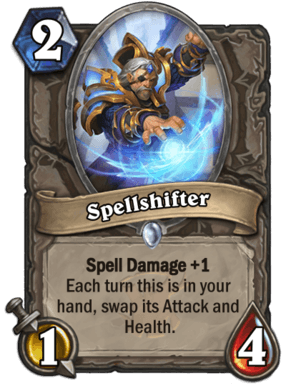 2
Spellshifter
Spell Damage +1
Each turn this is in your
hand, swap its Attack and
Health.
1 4